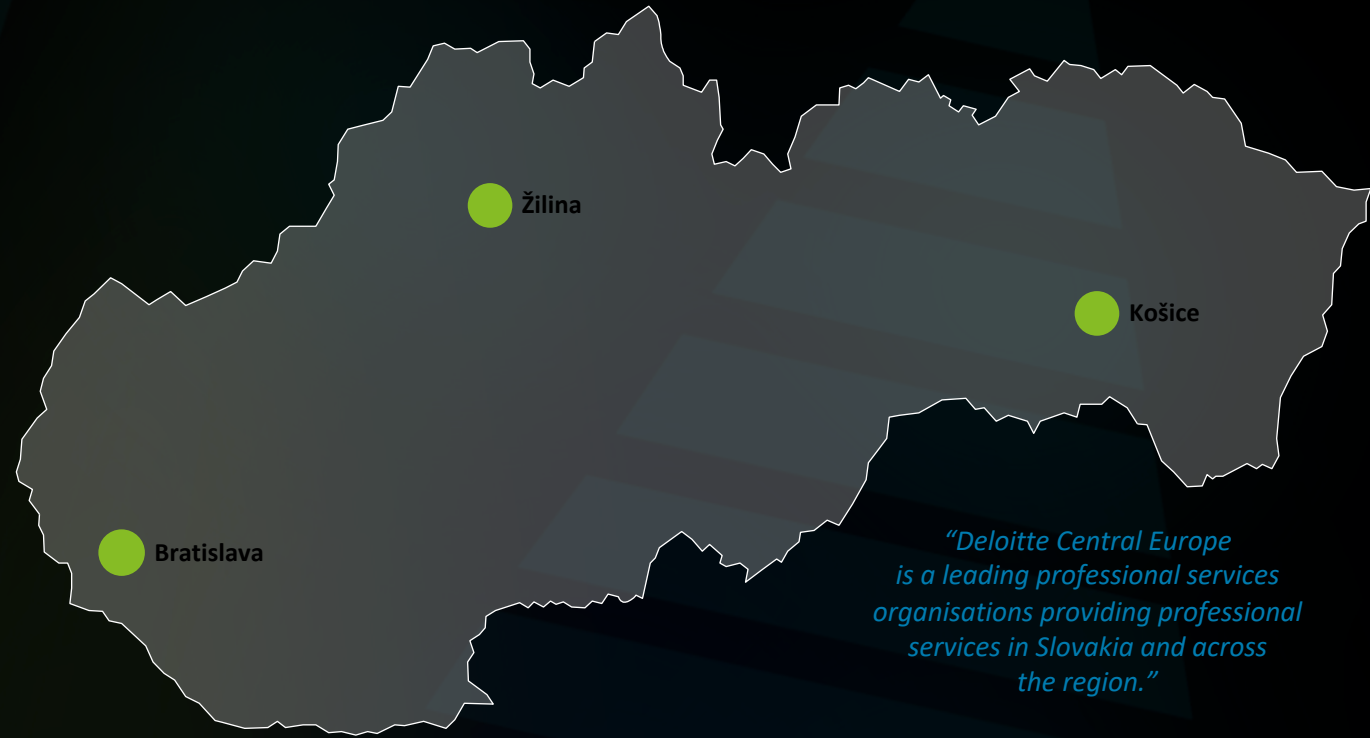 Žilina
Košice
Bratislava
“Deloitte Central Europe
is a leading professional services
organisations providing professional
services in Slovakia and across
the region.”